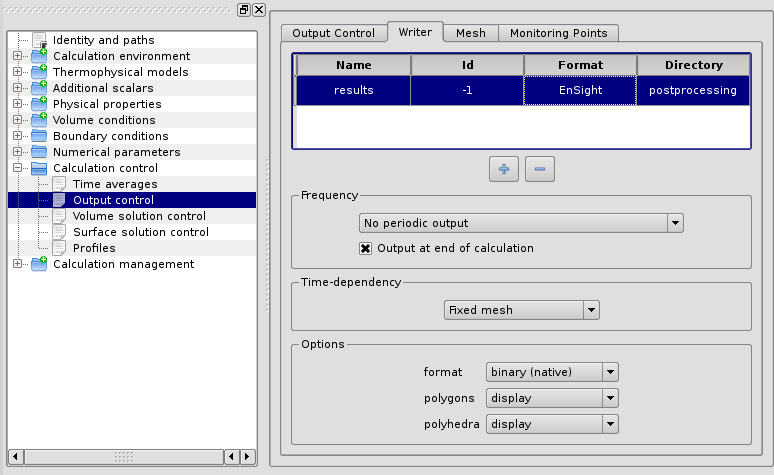 Identity and paths
Calculation environment
Thermophysical models
Additional scalars
Physical properties
Volume conditions
Boundary conditions
Numerical parameters
Calculation control
Time averages
Output control
Volume solution control
Surface solution control
Profiles
Calculation management
Output Control Writer Mesh Monitoring Points
Name Id Format Directory
results -1 EnSight postprocessing
Frequency
No periodic output
Output at end of calculation
Time-dependency
Fixed mesh
Options
format binary (native)
polygons display
polyhedra display